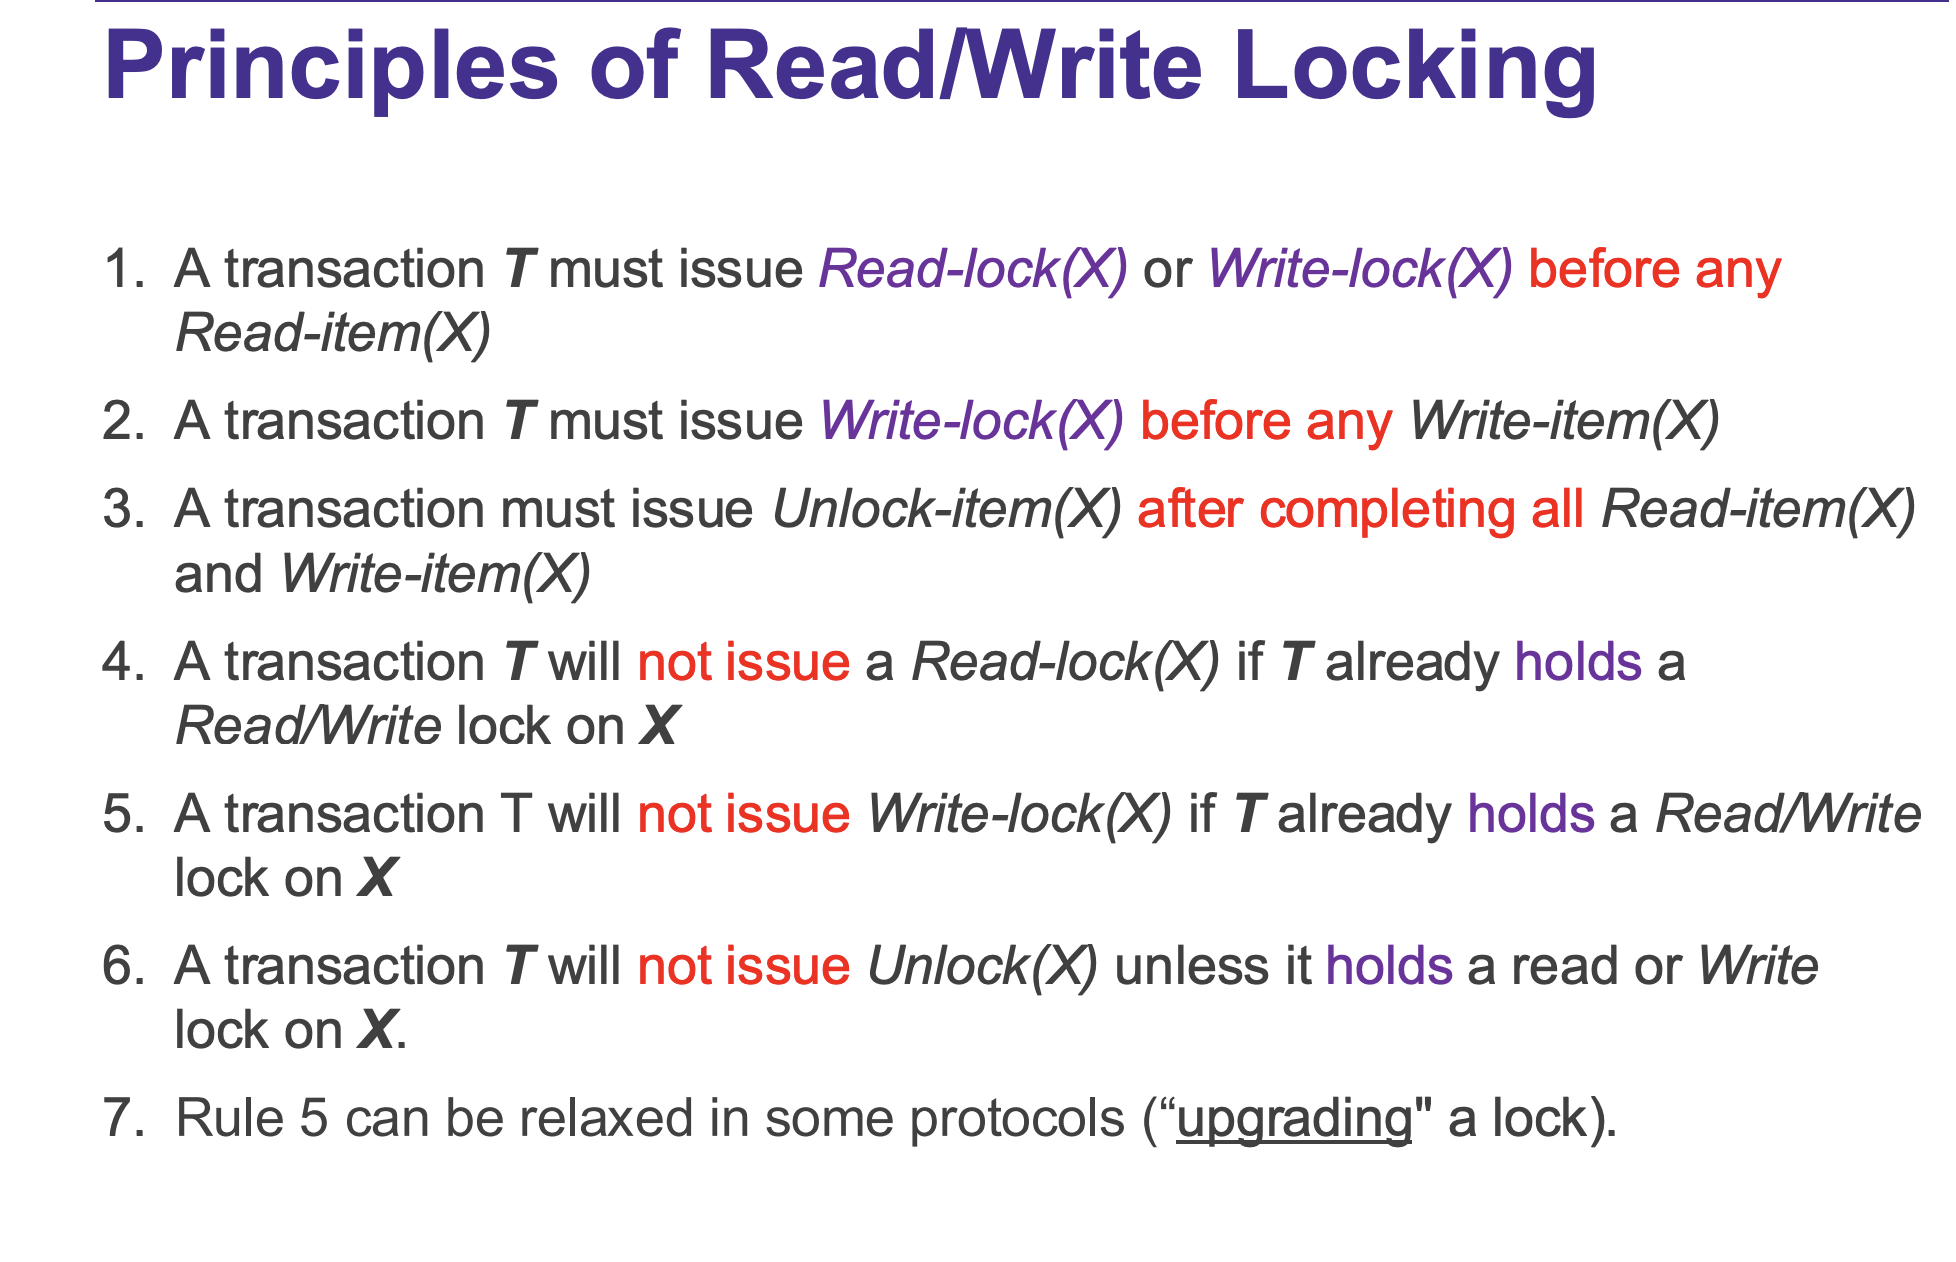 Principles of Read/Write Locking
1. A transaction T must issue Read-lock(X) or Write-lock(X) before any
Read-item(X)
2. A transaction T must issue Write-lock(X) before any Write-item(X)
3. A transaction must issue Unlock-item(X) after completing all Read-item(X)
and Write-item(X)
4. A transaction T will not issue a Read-lock(X) if T already holds a
Read/Write lock on X
5. A transaction T will not issue Write-lock(X) if T already holds a Read/Write
lock on X
6. A transaction T will not issue Unlock(X) unless it holds a read or Write
lock on X.
7. Rule 5 can be relaxed in some protocols (“upgrading" a lock).